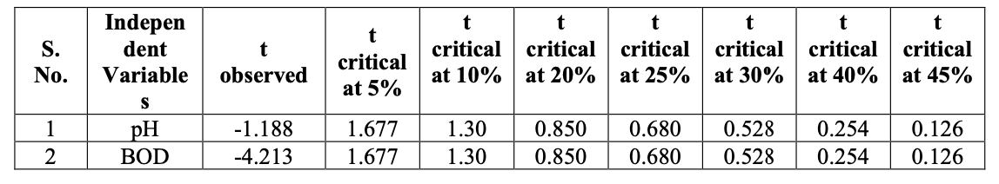 S. No. Indepen dent Variable s t observed t critical at 5% t critical at 10% t critical at 20% t critical at 25% t critical at 30% t critical at 40% t critical at 45%
1 pH -1.188 1.677 1.30 0.850 0.680 0.528 0.254 0.126
2 BOD -4.213 1.677 1.30 0.850 0.680 0.528 0.254 0.126